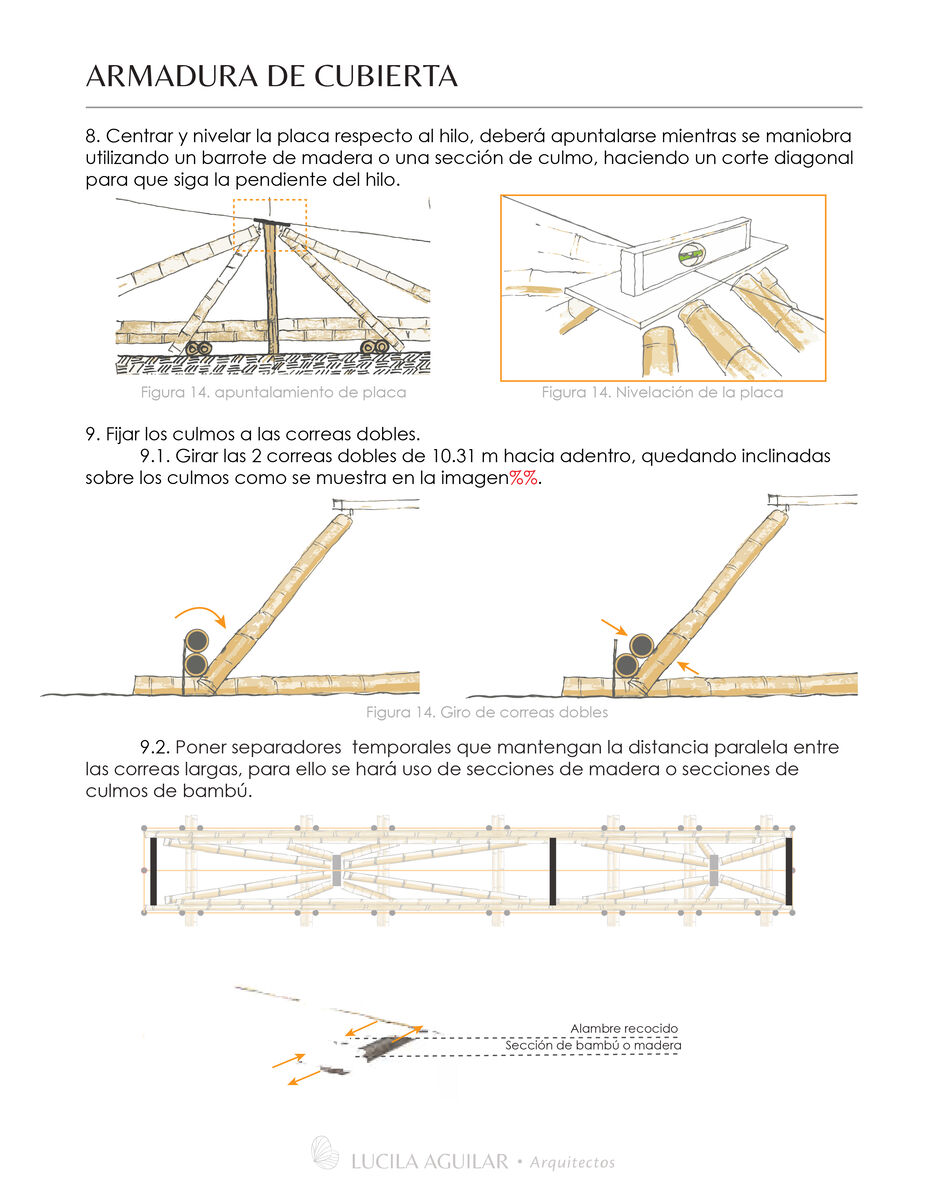 ARMADURA DE CUBIERTA
8. Centrar y nivelar la placa respecto al hilo, deberá apuntalarse mientras se maniobra
utilizando un barrote de madera o una sección de culmo, haciendo un corte diagonal
para que siga la pendiente del hilo.
Figura 14. apuntalamiento de placa
Figura 14. Nivelación de la placa
9. Fijar los culmos a las correas dobles.
9.1. Girar las 2 correas dobles de 10.31 m hacia adentro, quedando inclinadas
sobre los culmos como se muestra en la imagen%%.
Figura 14. Giro de correas dobles
9.2. Poner separadores  temporales que mantengan la distancia paralela entre
las correas largas, para ello se hará uso de secciones de madera o secciones de
culmos de bambú.
Alambre recocido
Sección de bambú o madera
LUCILA AGUILAR • Arquitectos